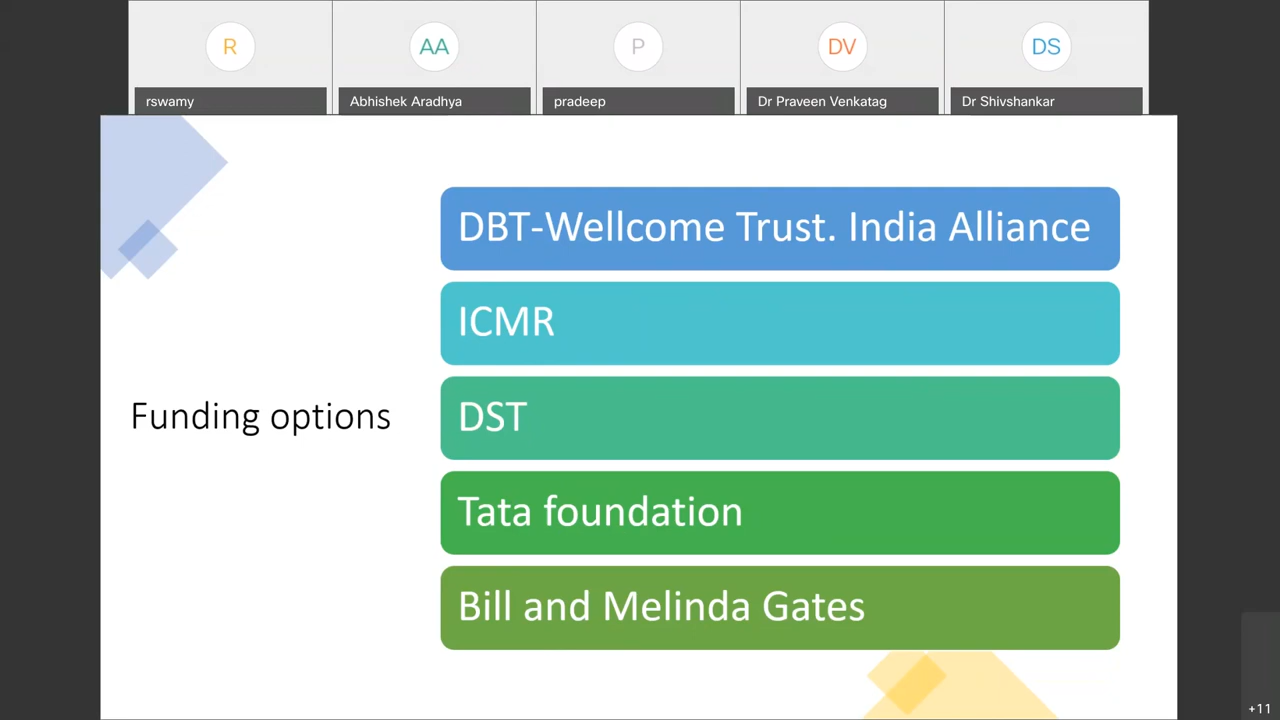 R
AA
P
DV
DS
rswamy
Abhishek Aradhya
pradeep
Dr Praveen Venkatag
Dr Shivshankar
DBT-Wellcome Trust. India Alliance
ICMR
Funding options
DST
Tata foundation
Bill and Melinda Gates
+11